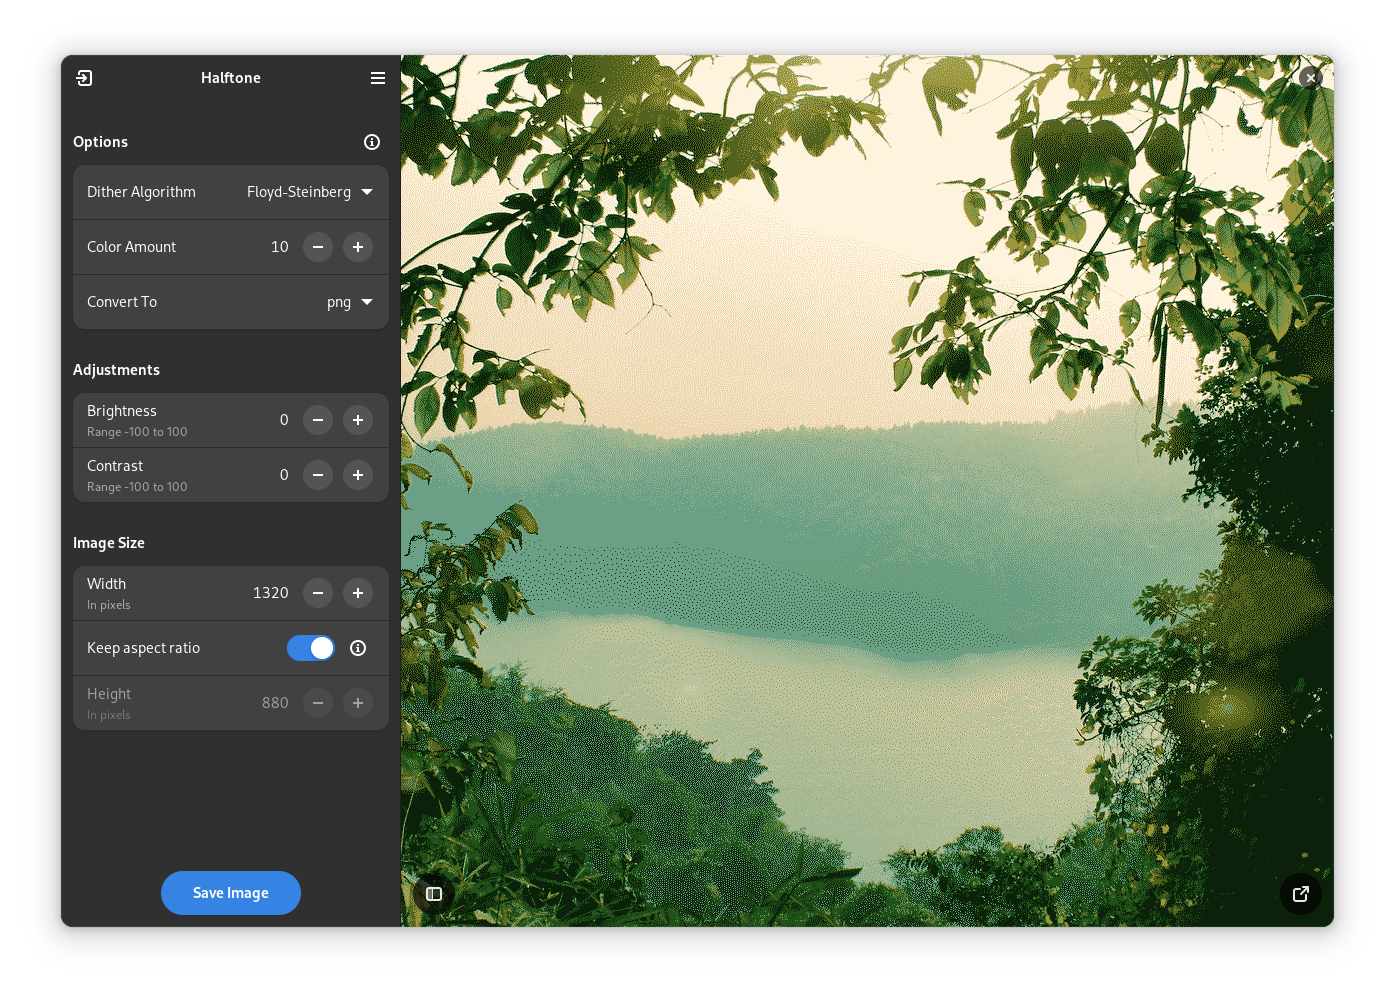 Halftone
Options
Dither Algorithm Floyd-Steinberg
Color Amount 10
Convert To png
Adjustments
Brightness 0
Range -100 to 100
Contrast 0
Range -100 to 100
Image Size
Width 1320
In pixels
Keep aspect ratio
Height 880
In pixels
Save Image